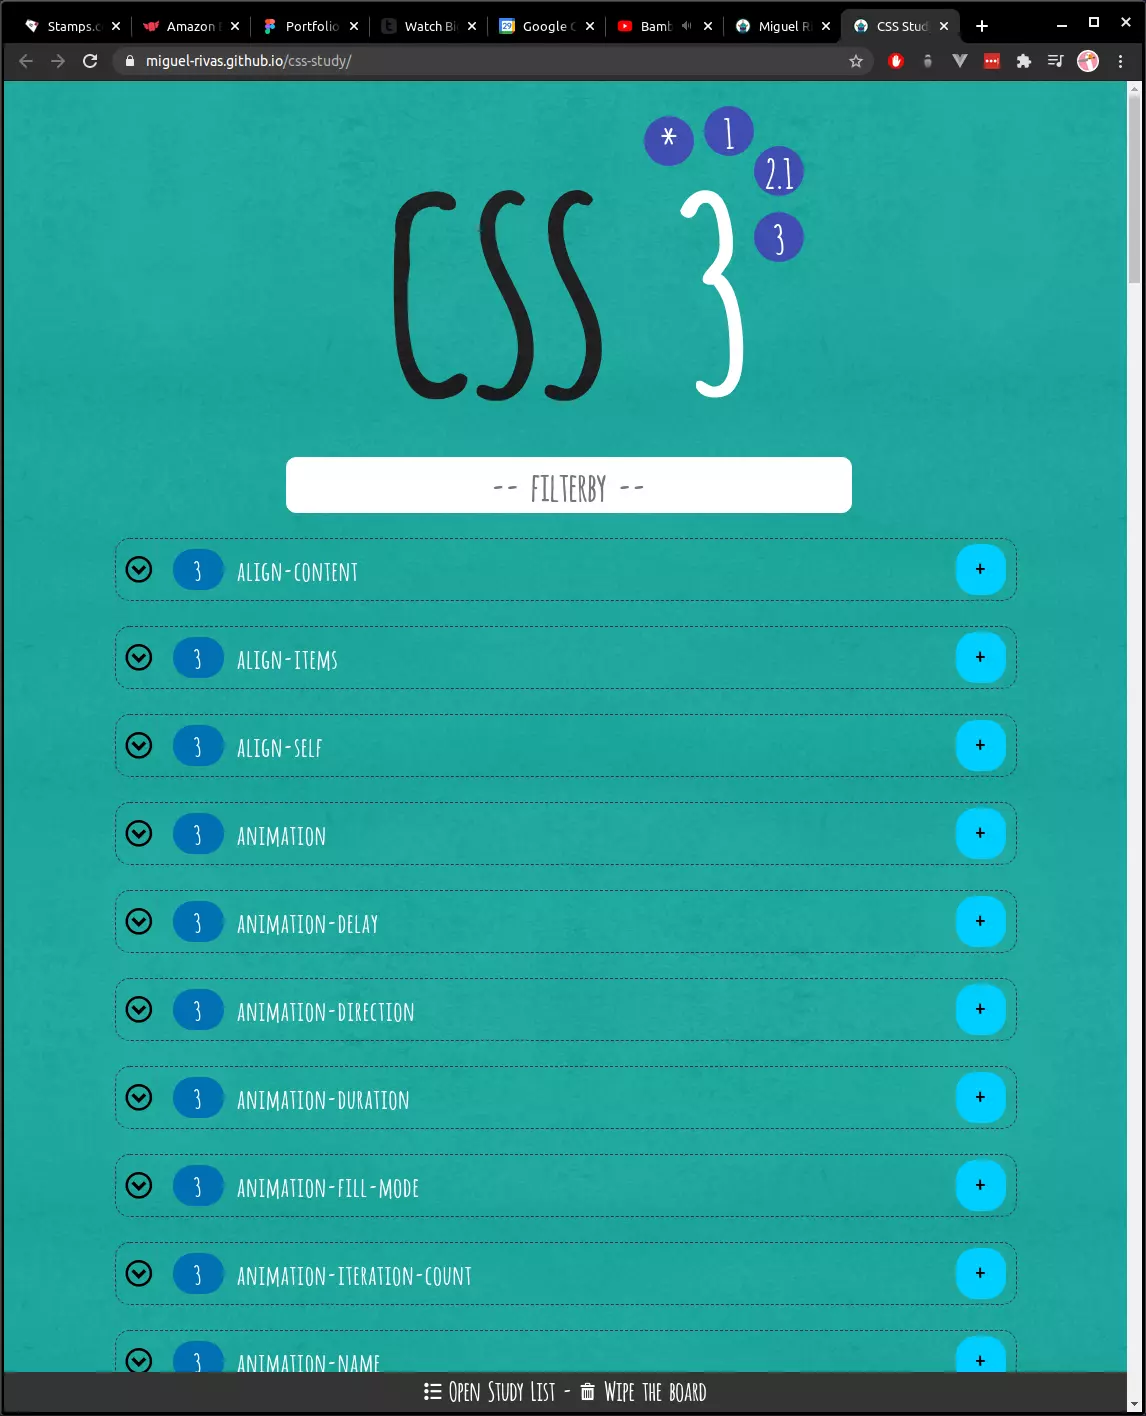 Stamps.c Amazon Portfolio Watch Bi Google C Bamb Miguel R CSS Stud
miguel-rivas.github.io/css-study/
* 1
2.1
3
CSS 3
-- FILTERBY --
3 ALIGN-CONTENT +
3 ALIGN-ITEMS +
3 ALIGN-SELF +
3 ANIMATION +
3 ANIMATION-DELAY +
3 ANIMATION-DIRECTION +
3 ANIMATION-DURATION +
3 ANIMATION-FILL-MODE +
3 ANIMATION-ITERATION-COUNT +
3 ANIMATION-NAME +
OPEN STUDY LIST - WIPE THE BOARD